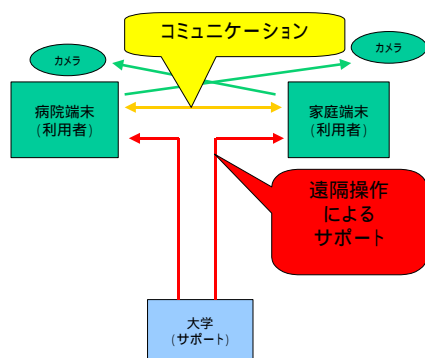 コミュニケーション
カメラ
カメラ
病院端末
(利用者)
家庭端末
(利用者)
遠隔操作
による
サポート
大学
(サポート)